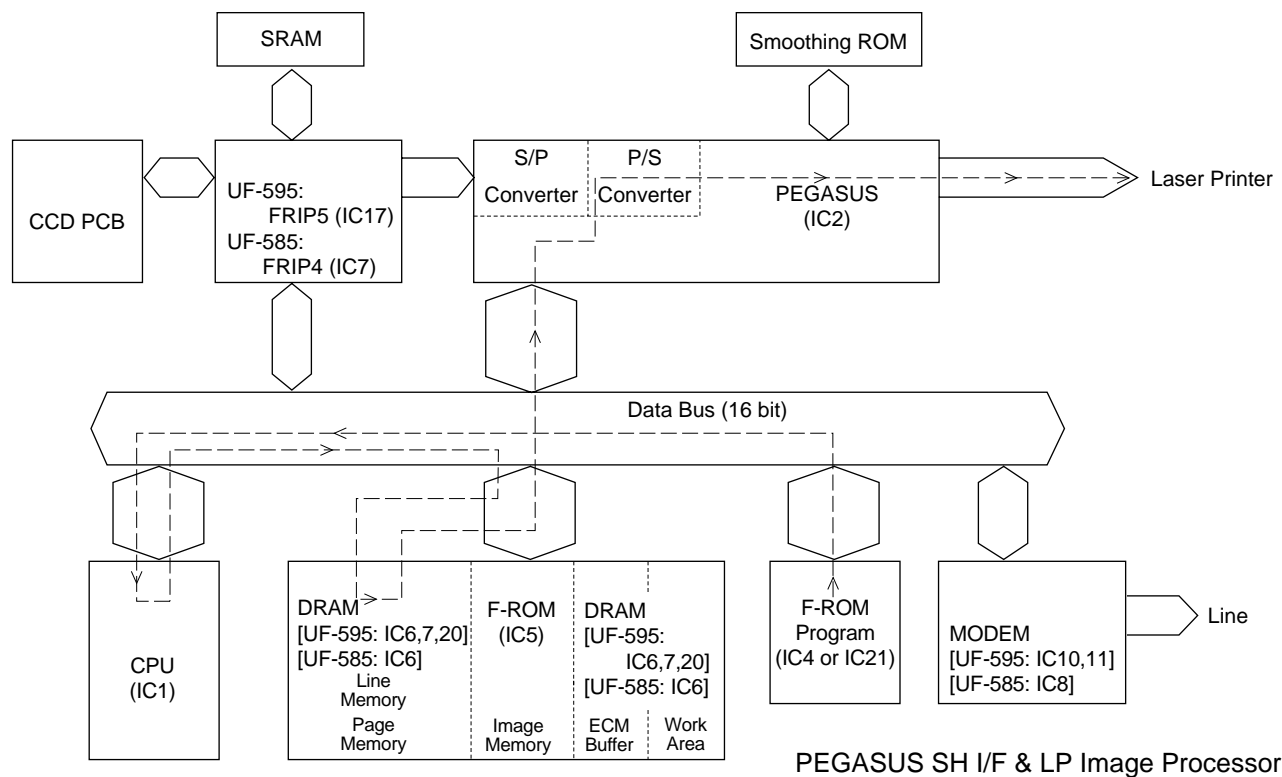 SRAM
Smoothing ROM
CCD PCB
UF-595:
FRIP5 (IC17)
UF-585:
FRIP4 (IC7)
S/P
Converter
P/S
Converter
PEGASUS
(IC2)
Laser Printer
Data Bus (16 bit)
CPU
(IC1)
DRAM
[UF-595: IC6,7,20]
[UF-585: IC6]
Line
Memory
Page
Memory
F-ROM
(IC5)
Image
Memory
DRAM
[UF-595:
IC6,7,20]
[UF-585: IC6]
ECM
Buffer
Work
Area
F-ROM
Program
(IC4 or IC21)
MODEM
[UF-595: IC10,11]
[UF-585: IC8]
Line
PEGASUS SH I/F & LP Image Processor